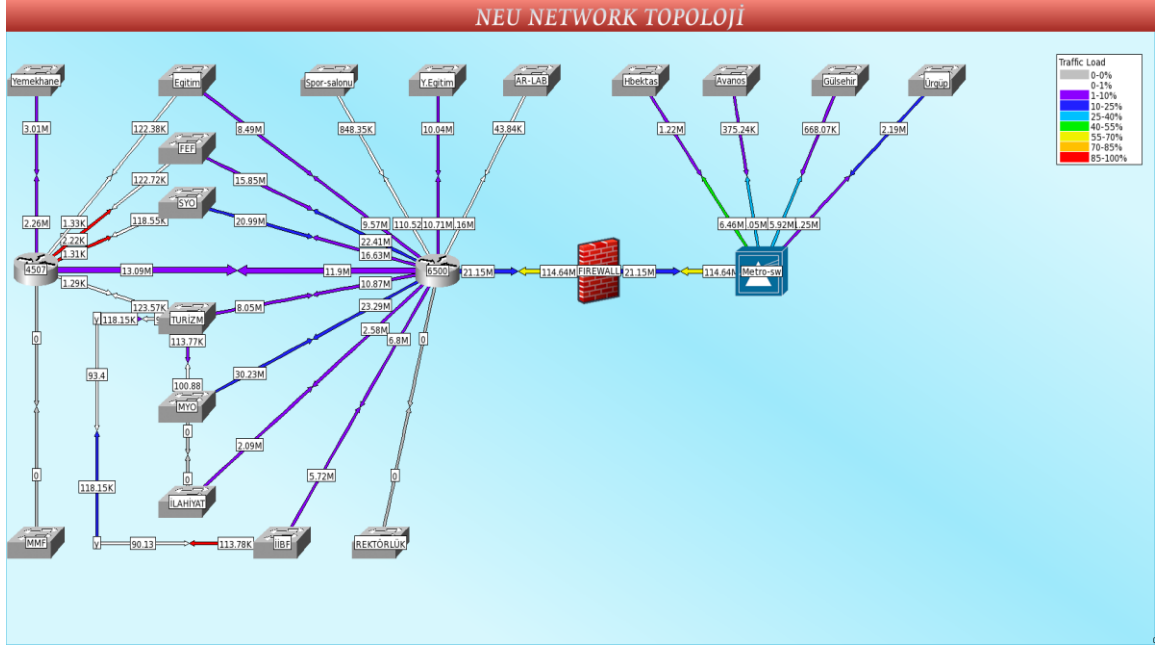 NEU NETWORK TOPOLOJİ
Yemekhane
Egitim
Spor-salonu
Y.Egitim
AR-LAB
Hbektas
Avanos
Gülsehir
Ürgüp
Traffic Load
0-0%
0-1%
1-10%
10-25%
25-40%
40-55%
55-70%
70-85%
85-100%
3.01M
122.38K
8.49M
848.35K
10.04M
43.84K
1.22M
375.24K
668.07K
2.19M
FEF
122.72K
15.85M
SYO
118.55K
20.99M
2.26M
1.33K
2.22K
1.31K
9.57M
22.41M
16.63M
110.52
10.71M
.16M
6.46M
.05M
5.92M
.25M
4507
13.09M
11.9M
6500
21.15M
114.64M
FIREWALL
21.15M
114.64M
Metro-sw
1.29K
123.57K
8.05M
10.87M
23.29M
2.58M
6.8M
0
y
118.15K
TURİZM
113.77K
0
93.4
100.88
30.23M
MYO
0
2.09M
0
118.15K
0
5.72M
0
İLAHİYAT
MMF
y
90.13
113.78K
İİBF
REKTÖRLÜK